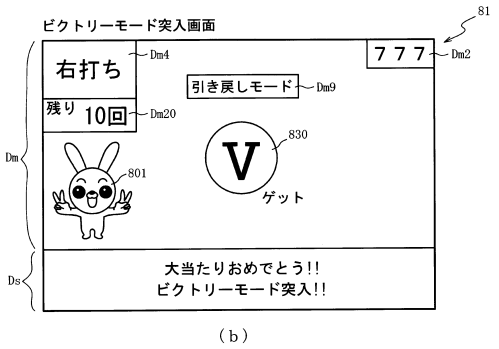 ビクトリーモード突入画面
81
右打ち
Dm4
777
Dm2
引き戻しモード
Dm9
残り 10回
Dm20
Dm
V
830
801
ゲット
Ds
大当たりおめでとう!!
ビクトリーモード突入!!
(b)